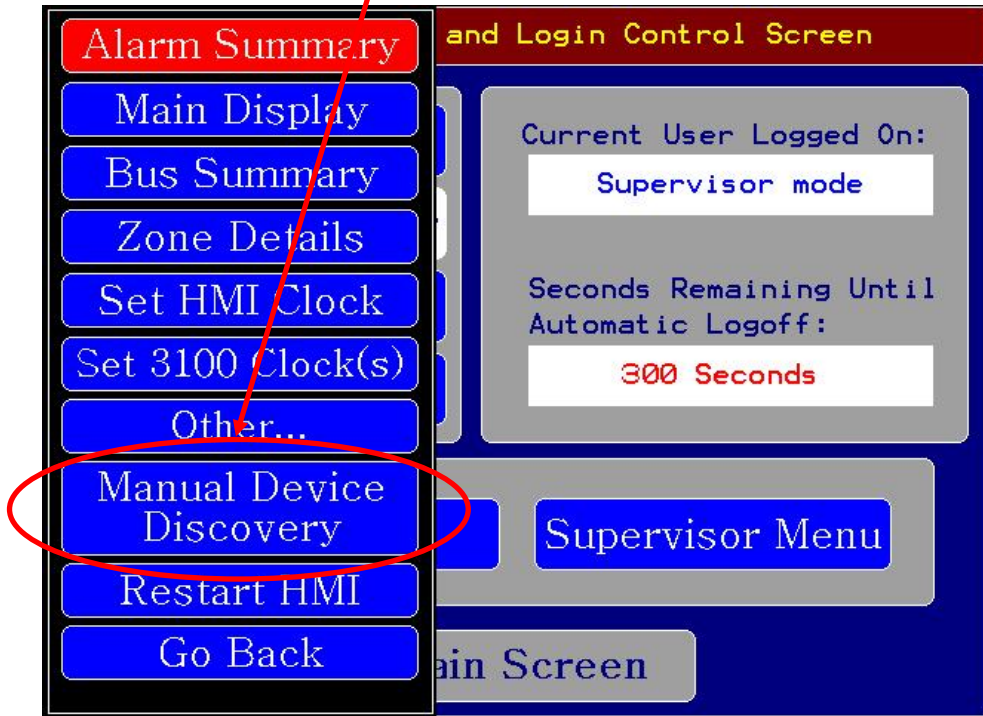 Alarm Summary
Main Display
Bus Summary
Zone Details
Set HMI Clock
Set 3100 Clock(s)
Other...
Manual Device
Discovery
Restart HMI
Go Back
and Login Control Screen
Current User Logged On:
Supervisor mode
Seconds Remaining Until
Automatic Logoff:
300 Seconds
Supervisor Menu
ain Screen